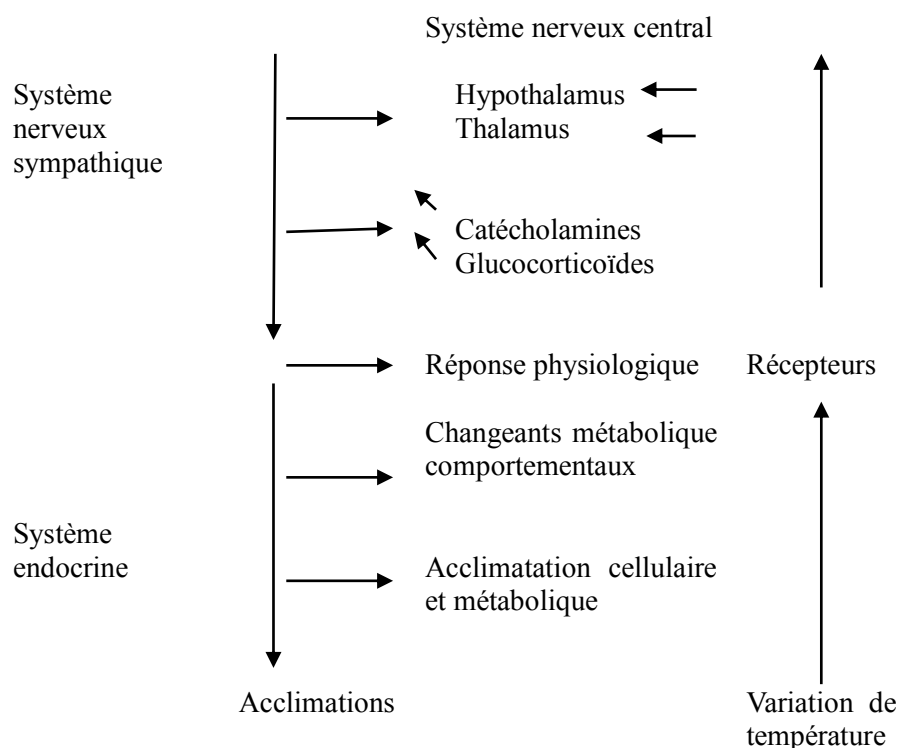 Système nerveux central
Système
nerveux
sympathique
Hypothalamus
Thalamus
Catécholamines
Glucocorticoïdes
Réponse physiologique
Récepteurs
Changeants métabolique
comportementaux
Système
endocrine
Acclimatation cellulaire
et métabolique
Acclimations
Variation de
température